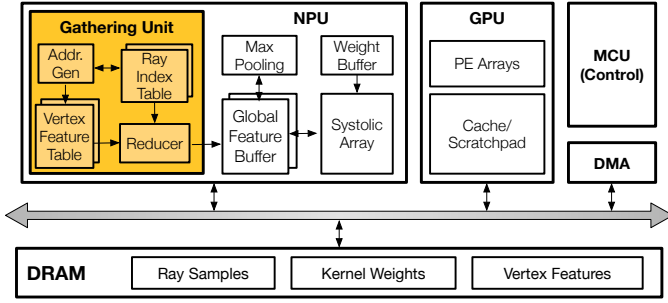 Gathering Unit
NPU
GPU
MCU
(Control)
Addr.
Gen
Ray
Index
Table
Max
Pooling
Weight
Buffer
PE Arrays
Vertex
Feature
Table
Reducer
Global
Feature
Buffer
Systolic
Array
Cache/
Scratchpad
DMA
DRAM
Ray Samples
Kernel Weights
Vertex Features